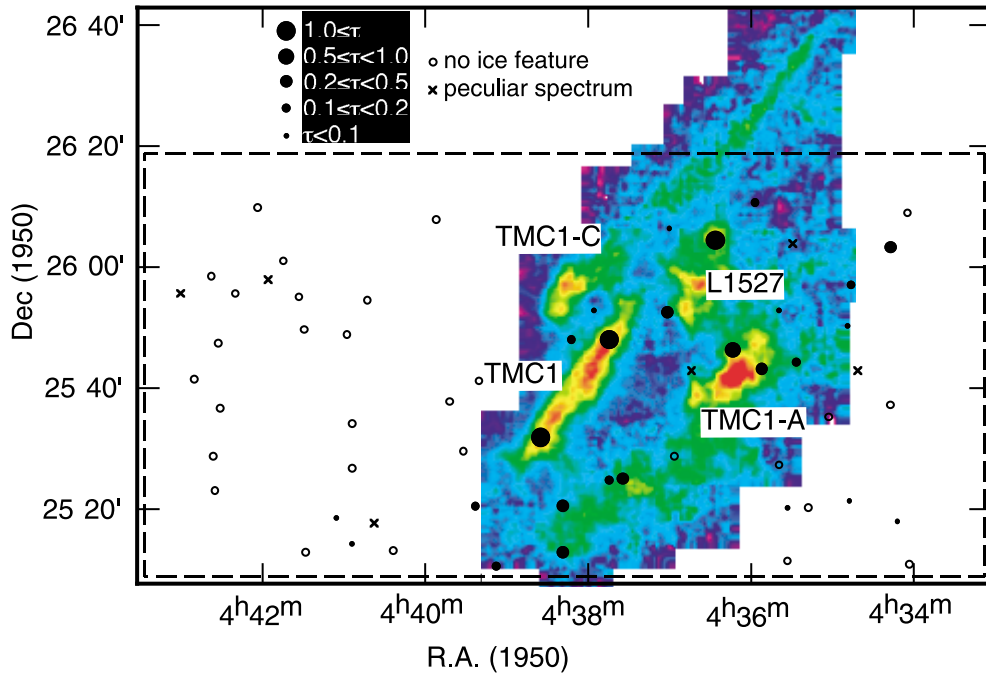 26 40'
26 20'
26 00'
25 40'
25 20'
Dec (1950)
1.0≤τ
0.5≤τ<1.0
0.2≤τ<0.5
0.1≤τ<0.2
τ<0.1
no ice feature
peculiar spectrum
TMC1-C
L1527
TMC1
TMC1-A
4h42m
4h40m
4h38m
4h36m
4h34m
R.A. (1950)